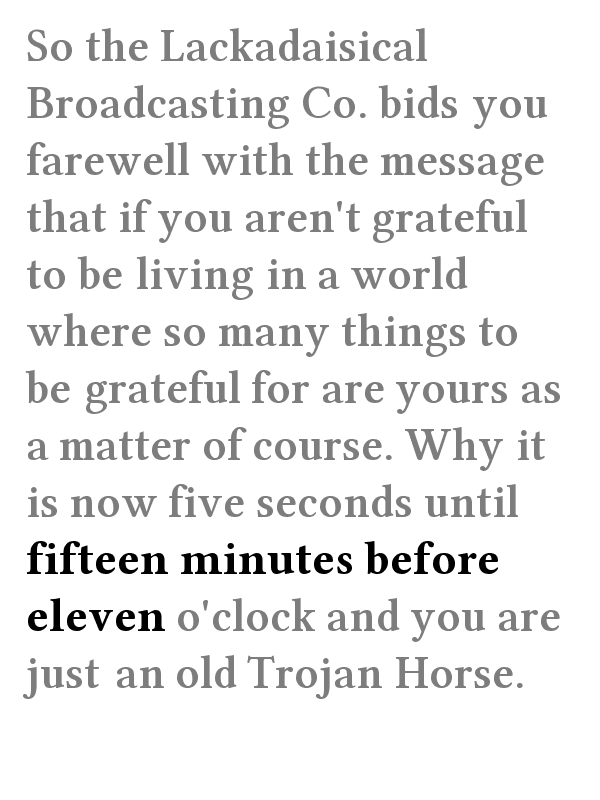 So the Lackadaisical
Broadcasting Co. bids you
farewell with the message
that if you aren't grateful
to be living in a world
where so many things to
be grateful for are yours as
a matter of course. Why it
is now five seconds until
fifteen minutes before
eleven o'clock and you are
just an old Trojan Horse.